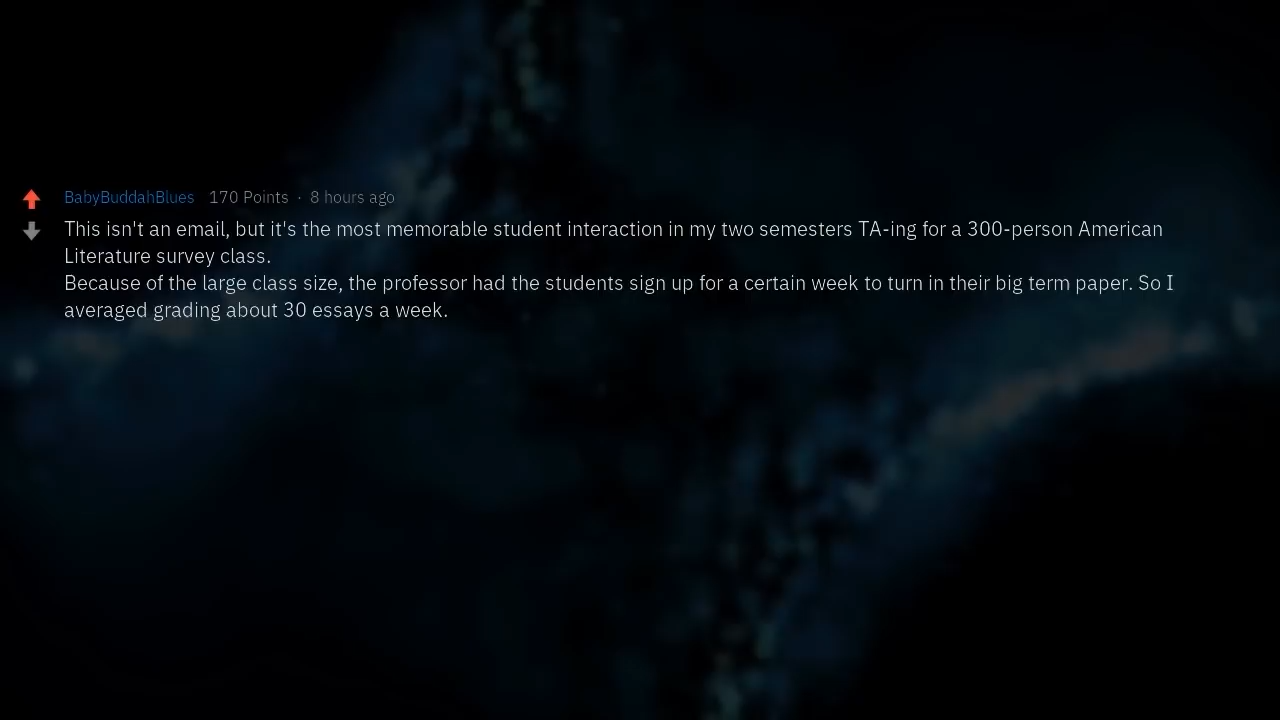 BabyBuddahBlues 170 Points · 8 hours ago
This isn't an email, but it's the most memorable student interaction in my two semesters TA-ing for a 300-person American
Literature survey class.
Because of the large class size, the professor had the students sign up for a certain week to turn in their big term paper. So I
averaged grading about 30 essays a week.